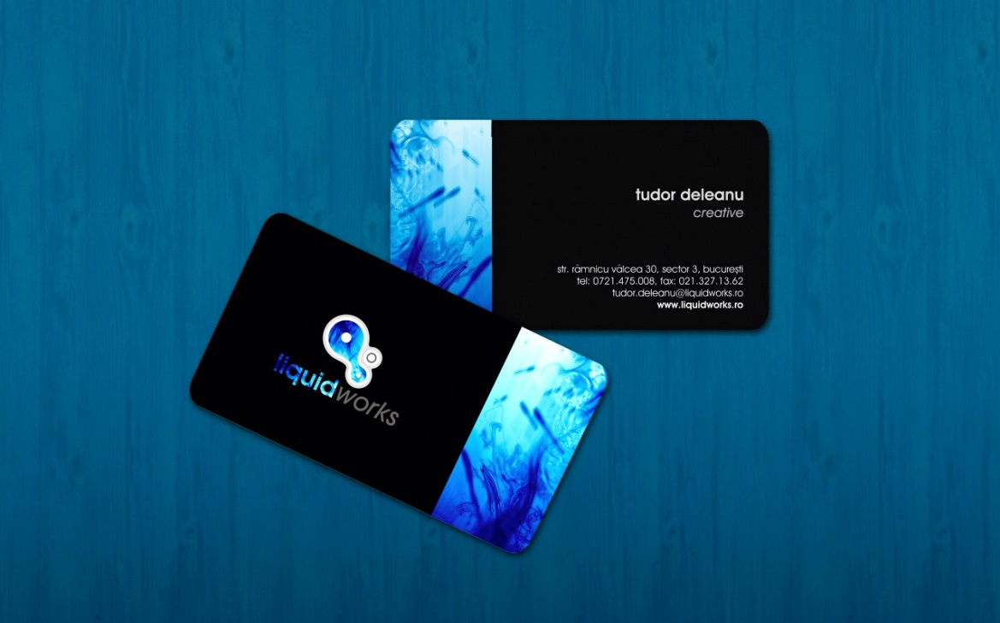 tudor deleanu
creative
str. râmnicu vâlcea 30, sector 3, bucurești
tel: 0721.475.008, fax: 021.327.13.62
tudor.deleanu@liquidworks.ro
www.liquidworks.ro
liquidworks